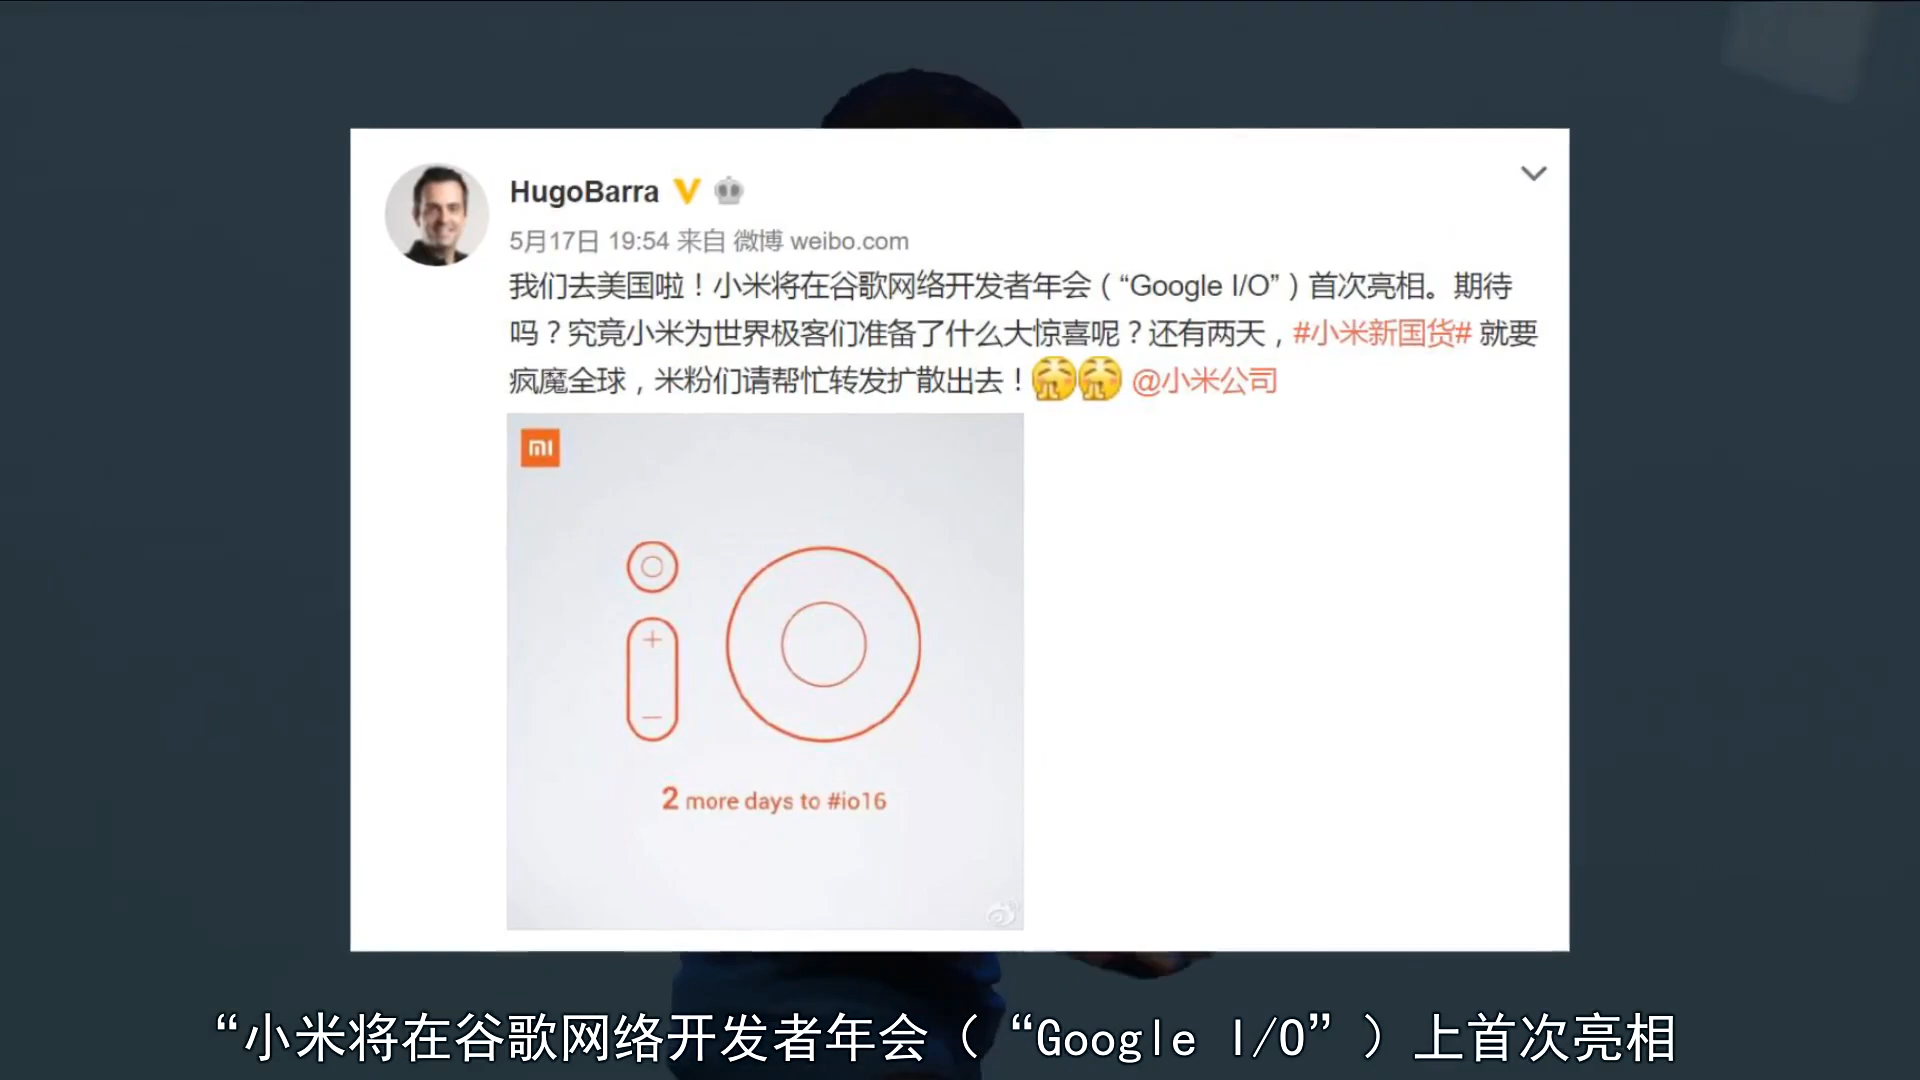 HugoBarra
5月17日 19:54 来自 微博 weibo.com
我们去美国啦！小米将在谷歌网络开发者年会（“Google I/O”）首次亮相。期待
吗？究竟小米为世界极客们准备了什么大惊喜呢？还有两天，#小米新国货# 就要
疯魔全球，米粉们请帮忙转发扩散出去！ @小米公司
mi
+
−
2 more days to #io16
“小米将在谷歌网络开发者年会（“Google I/O”）上首次亮相